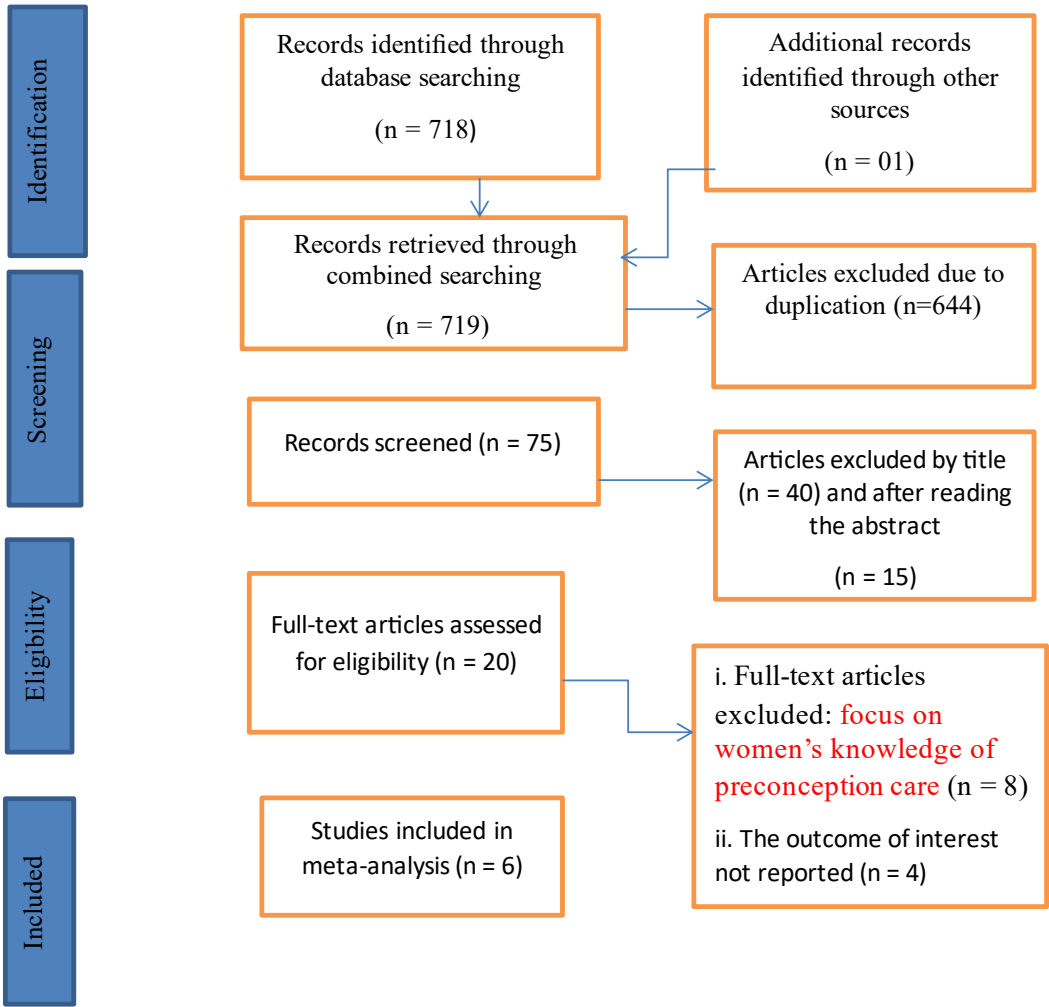 Identification
Records identified through
database searching
(n = 718)
Additional records
identified through other
sources
(n = 01)
Records retrieved through
combined searching
(n = 719)
Screening
Articles excluded due to
duplication (n=644)
Records screened (n = 75)
Articles excluded by title
(n = 40) and after reading
the abstract
(n = 15)
Eligibility
Full-text articles assessed
for eligibility (n = 20)
i. Full-text articles
excluded: focus on
women’s knowledge of
preconception care (n = 8)
ii. The outcome of interest
not reported (n = 4)
Included
Studies included in
meta-analysis (n = 6)